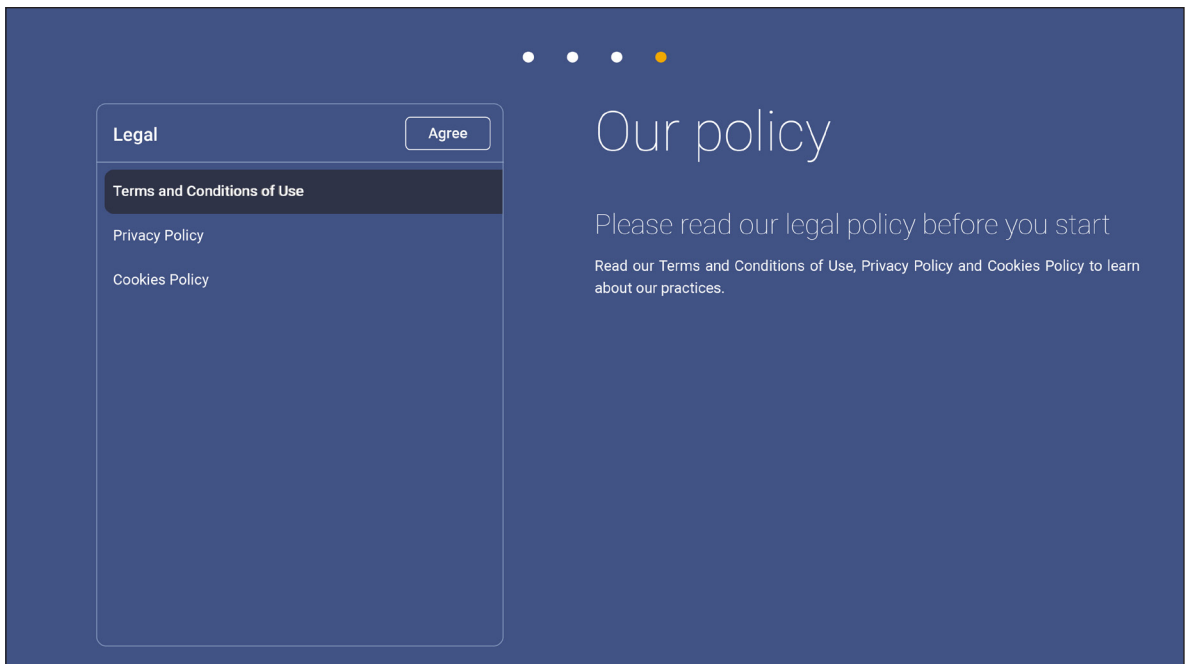 Legal
Agree
Terms and Conditions of Use
Privacy Policy
Cookies Policy
Our policy
Please read our legal policy before you start
Read our Terms and Conditions of Use, Privacy Policy and Cookies Policy to learn
about our practices.